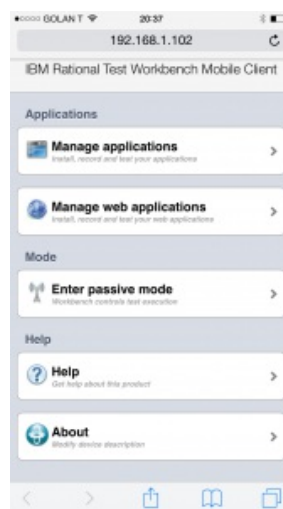 GOLAN T 20:37
192.168.1.102
IBM Rational Test Workbench Mobile Client
Applications
Manage applications
Install, record and test your applications
Manage web applications
Install, record and test your web applications
Mode
Enter passive mode
Workbench controls test execution
Help
Help
Get help about this product
About
Modify device description